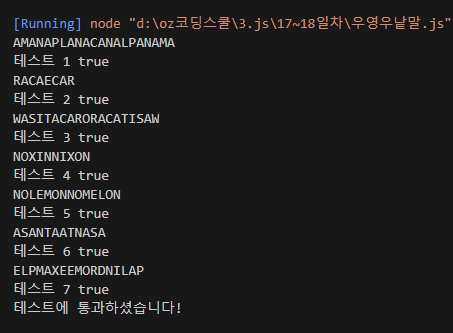 [Running] node "d:\oz코딩스쿨\3.js\17~18일차\우영우낱말.js"
AMANAPLANACANALPANAMA
테스트 1 true
RACAECAR
테스트 2 true
WASITACARORACATISAW
테스트 3 true
NOXINNIXON
테스트 4 true
NOLEMONNOMELON
테스트 5 true
ASANTAATNASA
테스트 6 true
ELPMAXEEMORDNILAP
테스트 7 true
테스트에 통과하셨습니다!